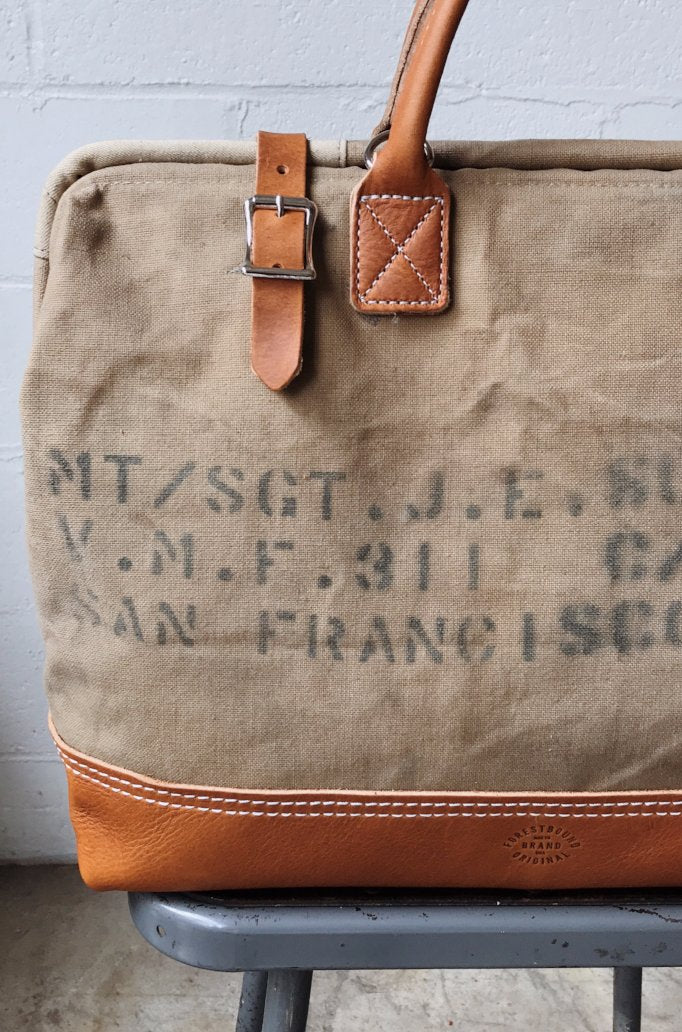 MT/SGT. J. E.
V.M.F. 311
SAN FRANCISCO
FORESTBOUND
BRAND
ORIGINAL